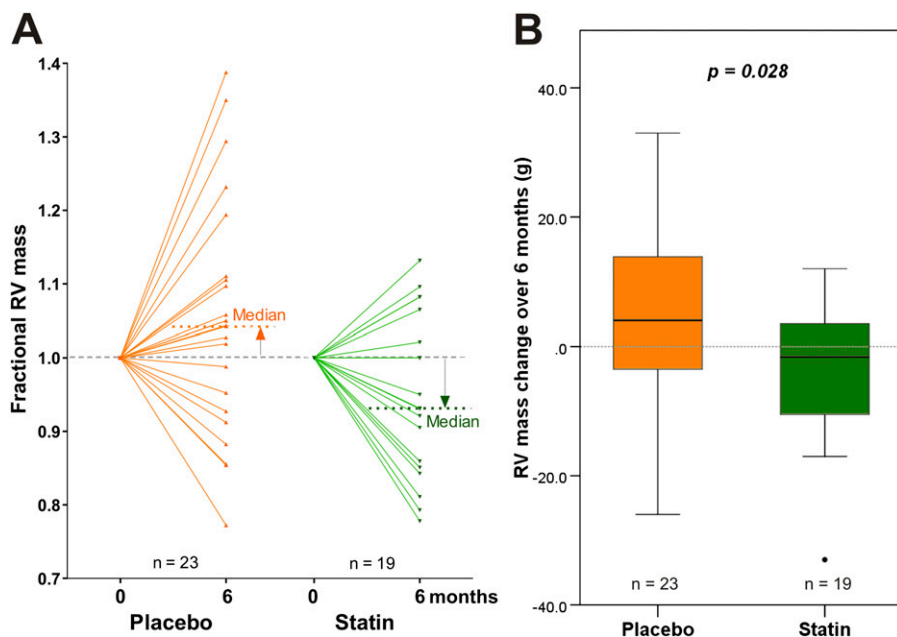 A
Fractional RV mass
1.4
1.3
1.2
1.1
1.0
0.9
0.8
0.7
Median
Median
n = 23
n = 19
0
6
0
6 months
Placebo
Statin
B
p = 0.028
RV mass change over 6 months (g)
40.0
20.0
.0
-20.0
-40.0
n = 23
n = 19
Placebo
Statin